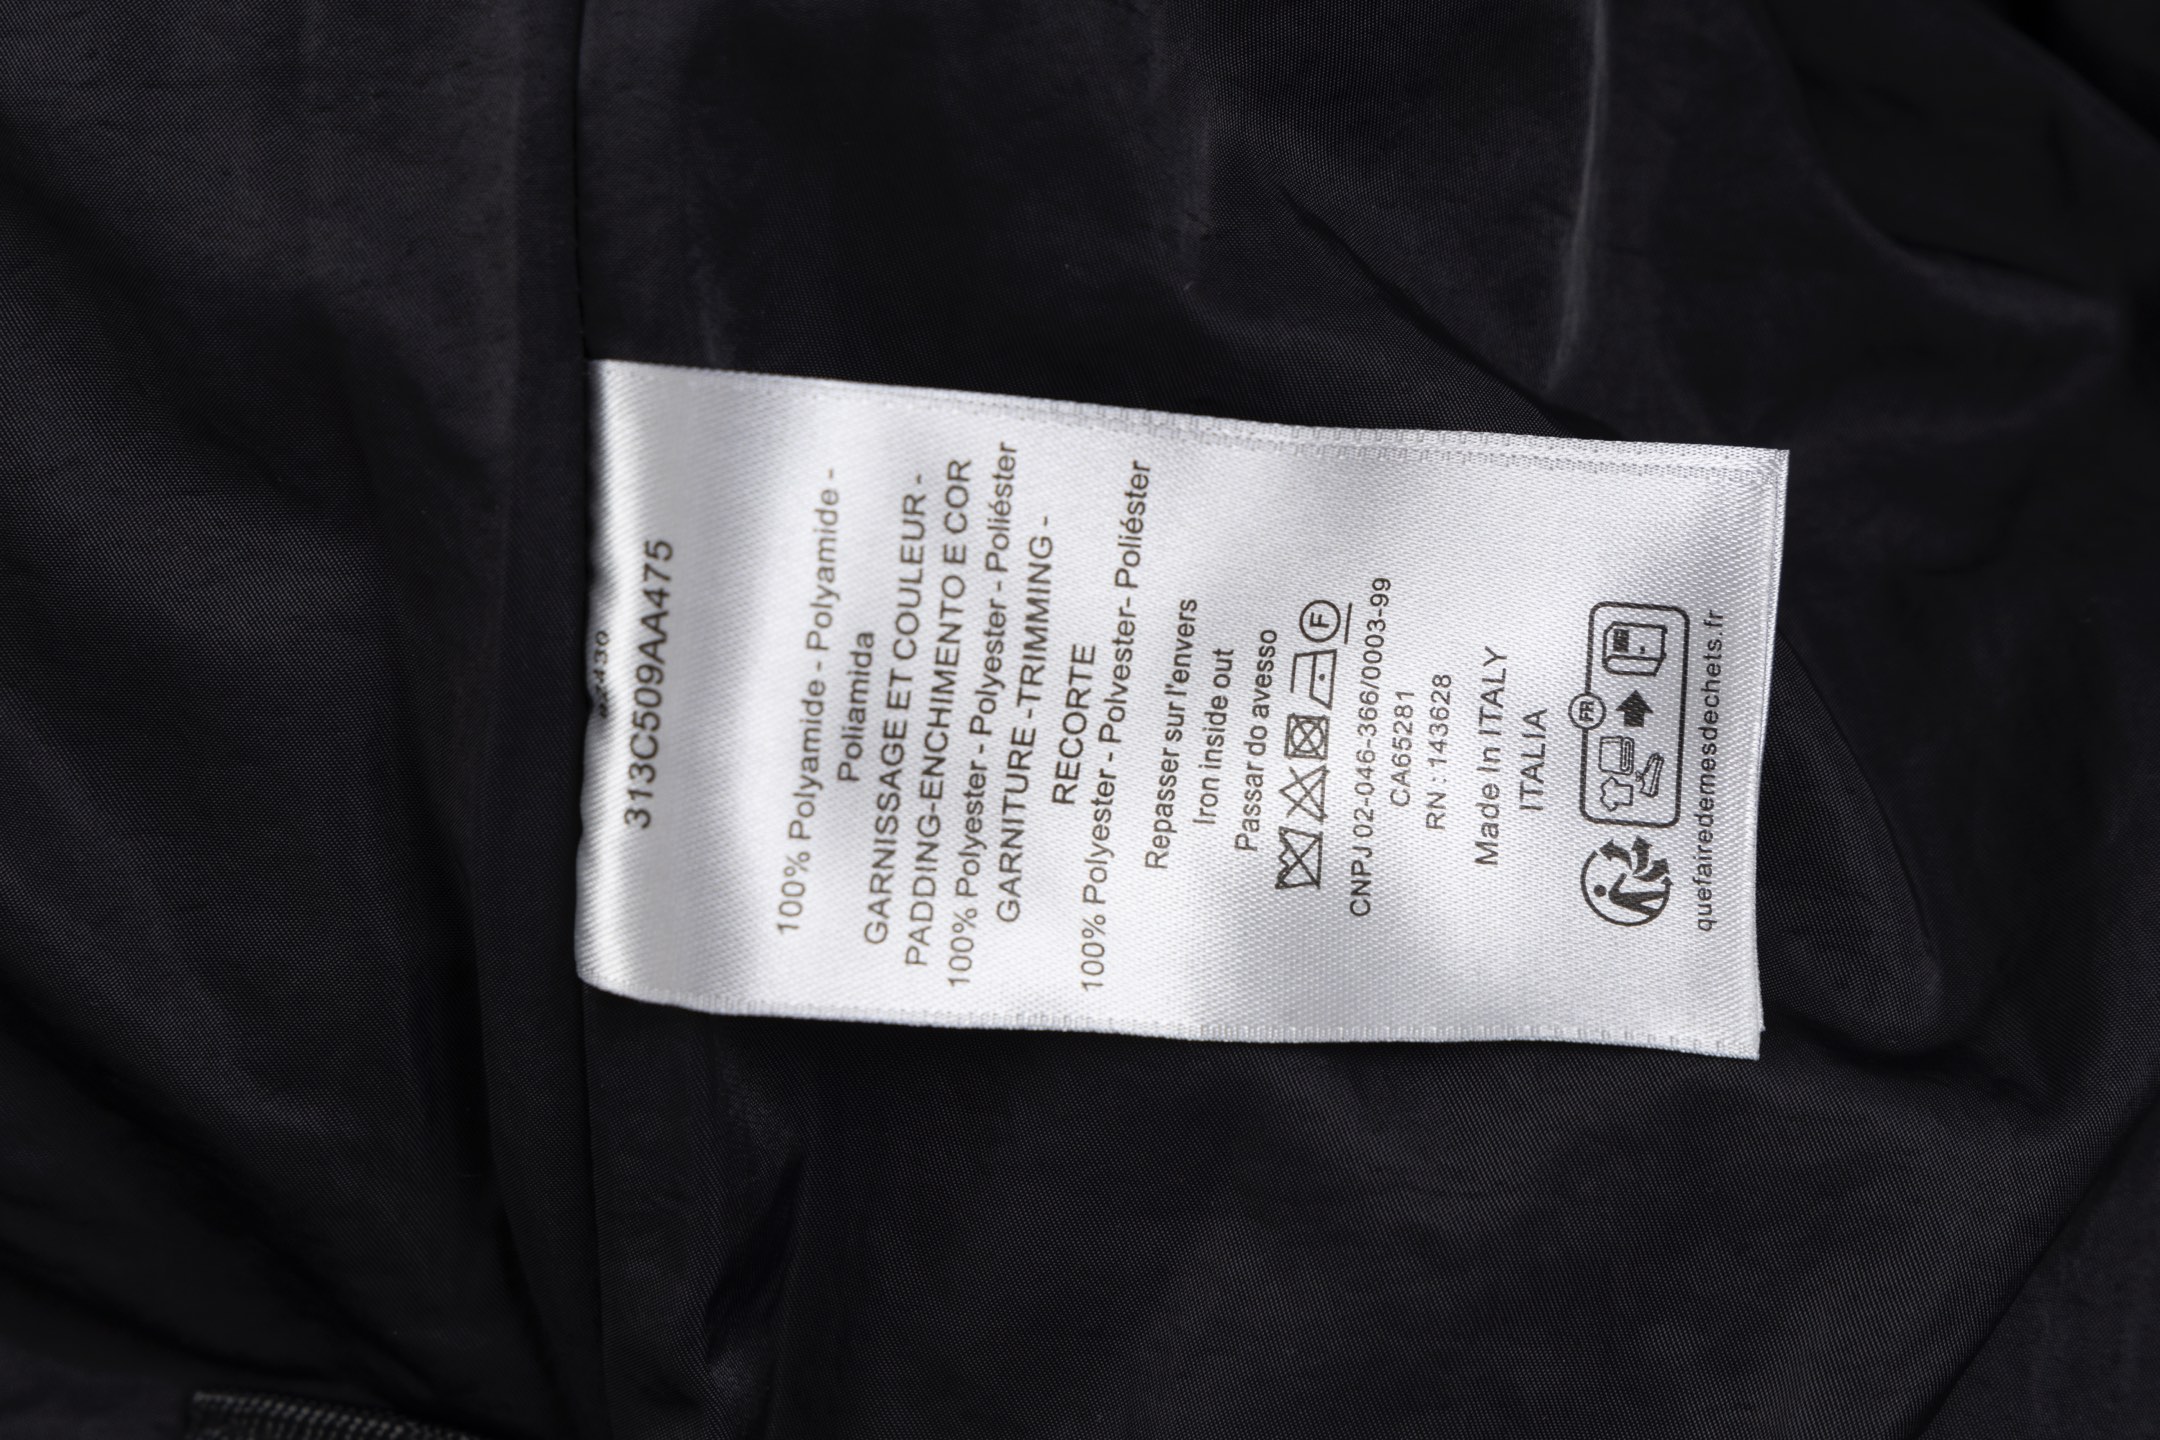 313C509AA475
100% Polyamide - Polyamide -
Poliamida
GARNISSAGE ET COULEUR -
PADDING-ENCHIMENTO E COR
100% Polyester - Polyester - Poliéster
GARNITURE -TRIMMING -
RECORTE
100% Polyester - Polyester- Poliéster
Repasser sur l'envers
Iron inside out
Passar do avesso
F
CNPJ 02-046-366/0003-99
CA65281
RN : 143628
Made In ITALY
ITALIA
FR
quefairedemesdechets.fr